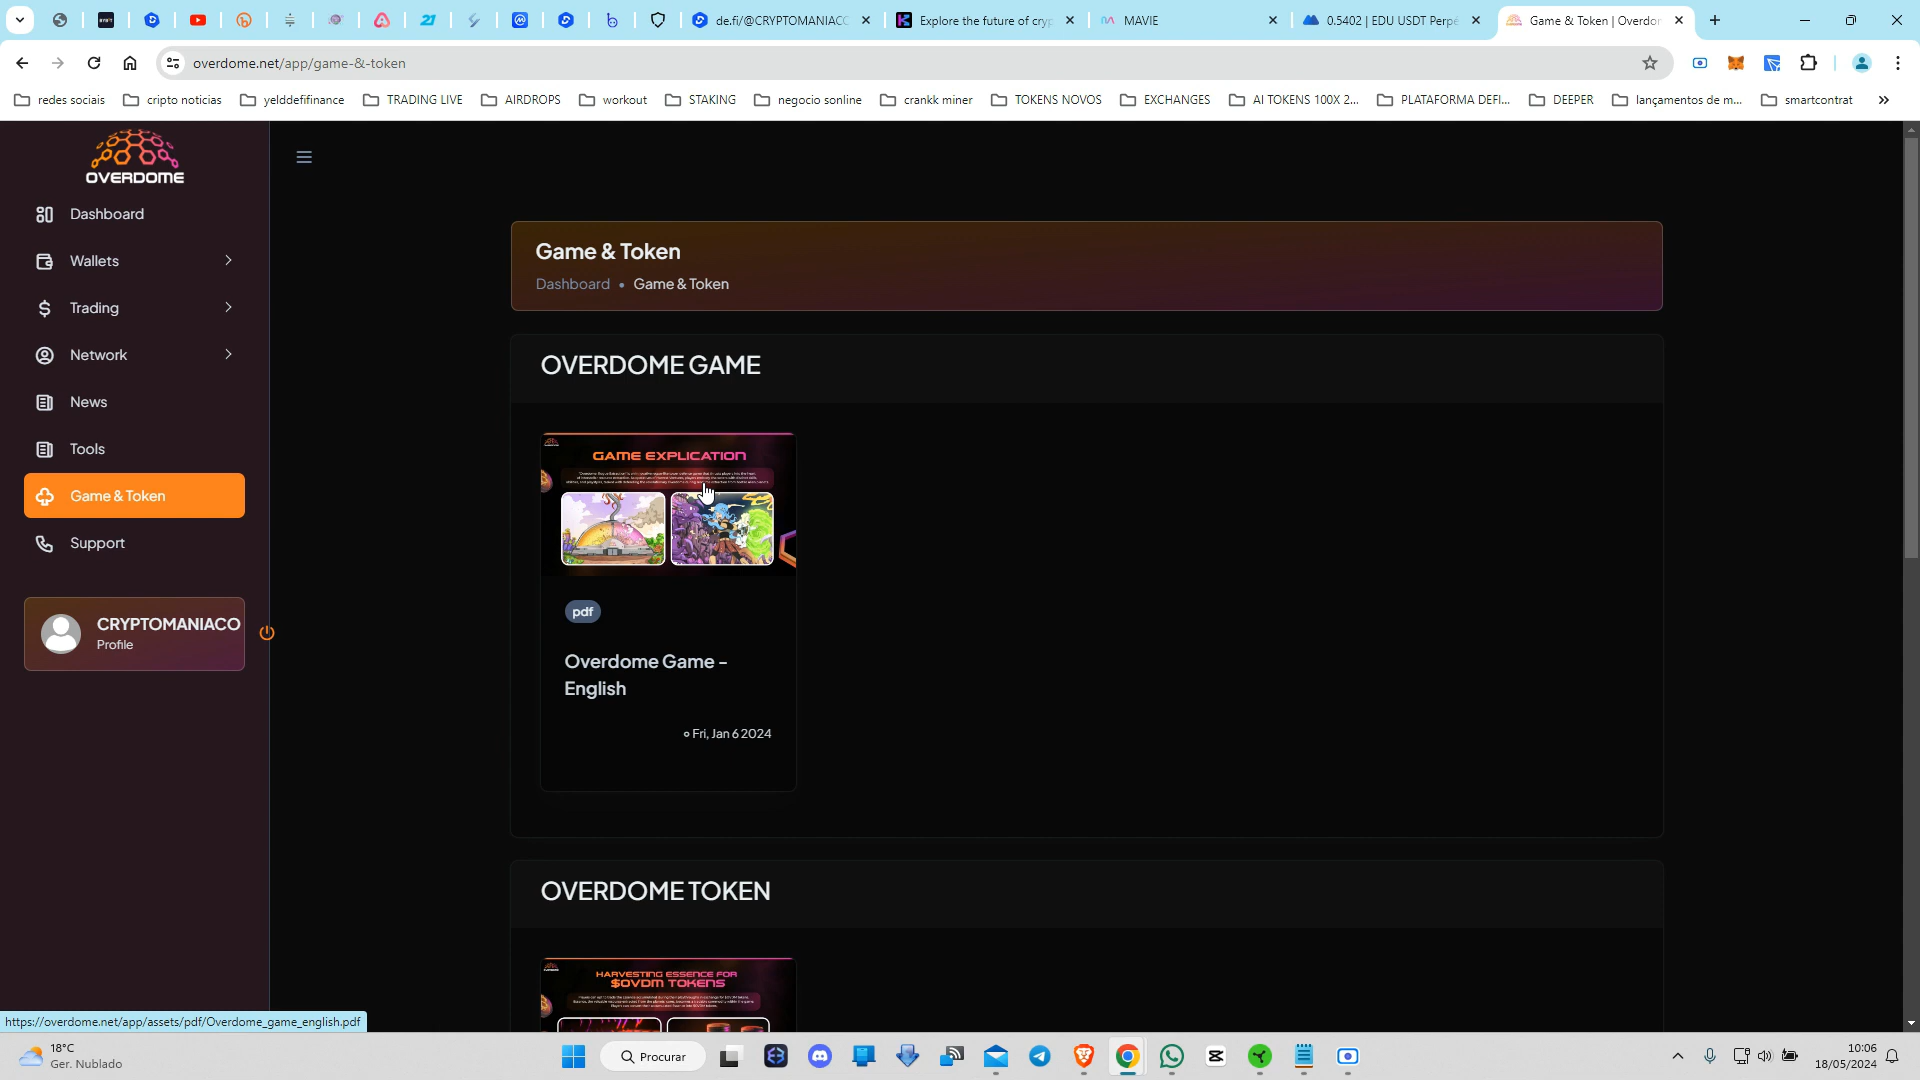 de.fi/@CRYPTOMANIACC
Explore the future of cryp
MAVIE
0.5402 | EDU USDT Perpé
Game & Token | Overdor
overdome.net/app/game-&-token
redes sociais
cripto noticias
yelddefifinance
TRADING LIVE
AIRDROPS
workout
STAKING
negocio sonline
crankk miner
TOKENS NOVOS
EXCHANGES
AI TOKENS 100X 2...
PLATAFORMA DEFI...
DEEPER
lançamentos de m...
smartcontrat
OVERDOME
Dashboard
Wallets
Trading
Network
News
Tools
Game & Token
Support
CRYPTOMANIACO
Profile
Game & Token
Dashboard • Game & Token
OVERDOME GAME
GAME EXPLICATION
pdf
Overdome Game -
English
Fri, Jan 6 2024
OVERDOME TOKEN
HARVESTING ESSENCE FOR
$OVDM TOKENS
https://overdome.net/app/assets/pdf/Overdome_game_english.pdf
18°C
Ger. Nublado
Procurar
10:06
18/05/2024